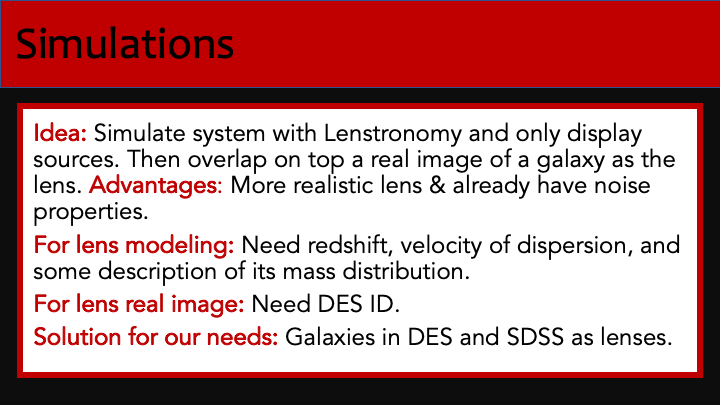 Simulations
Idea: Simulate system with Lenstronomy and only display
sources. Then overlap on top a real image of a galaxy as the
lens. Advantages: More realistic lens & already have noise
properties.
For lens modeling: Need redshift, velocity of dispersion, and
some description of its mass distribution.
For lens real image: Need DES ID.
Solution for our needs: Galaxies in DES and SDSS as lenses.